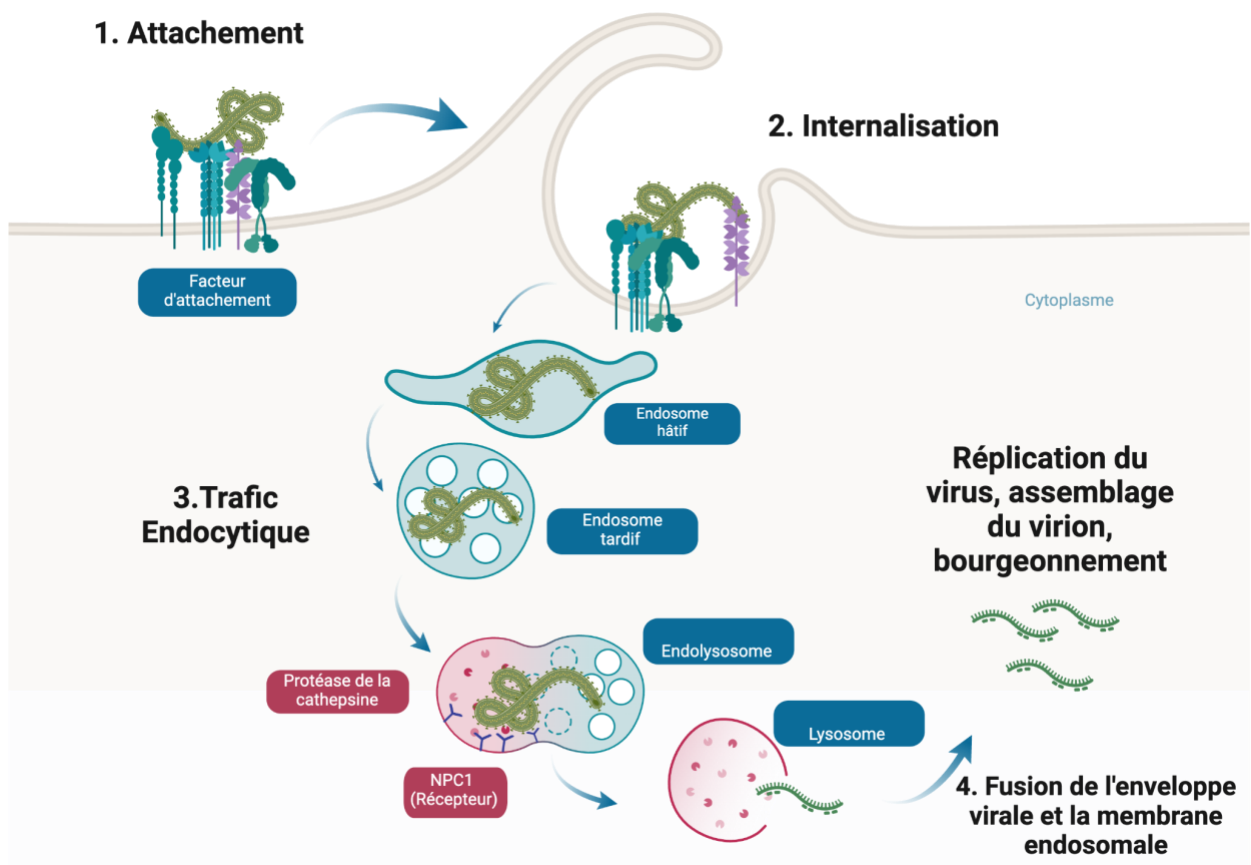 1. Attachement
2. Internalisation
Facteur
d'attachement
Cytoplasme
Endosome
hâtif
Réplication du
virus, assemblage
du virion,
bourgeonnement
3.Trafic
Endocytique
Endosome
tardif
Endolysosome
Protéase de la
cathepsine
Lysosome
NPC1
(Récepteur)
4. Fusion de l'enveloppe
virale et la membrane
endosomale